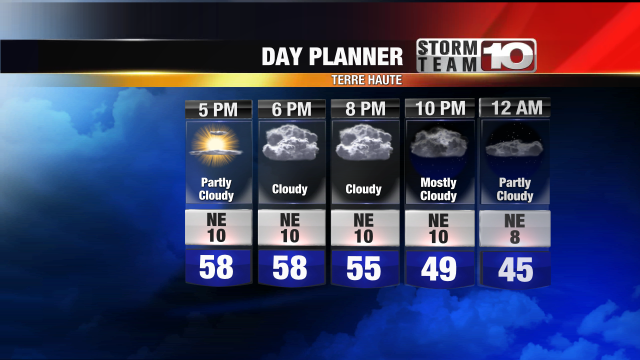 DAY PLANNER
STORM
TEAM 10
TERRE HAUTE
5 PM 6 PM 8 PM 10 PM 12 AM
Partly
Cloudy
Cloudy
Cloudy
Mostly
Cloudy
Partly
Cloudy
NE
10
NE
10
NE
10
NE
10
NE
8
58 58 55 49 45